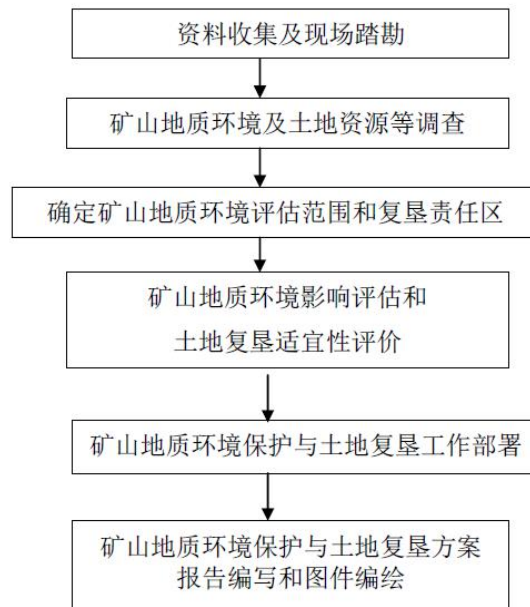 资料收集及现场踏勘
矿山地质环境及土地资源等调查
确定矿山地质环境评估范围和复垦责任区
矿山地质环境影响评估和
土地复垦适宜性评价
矿山地质环境保护与土地复垦工作部署
矿山地质环境保护与土地复垦方案
报告编写和图件编绘